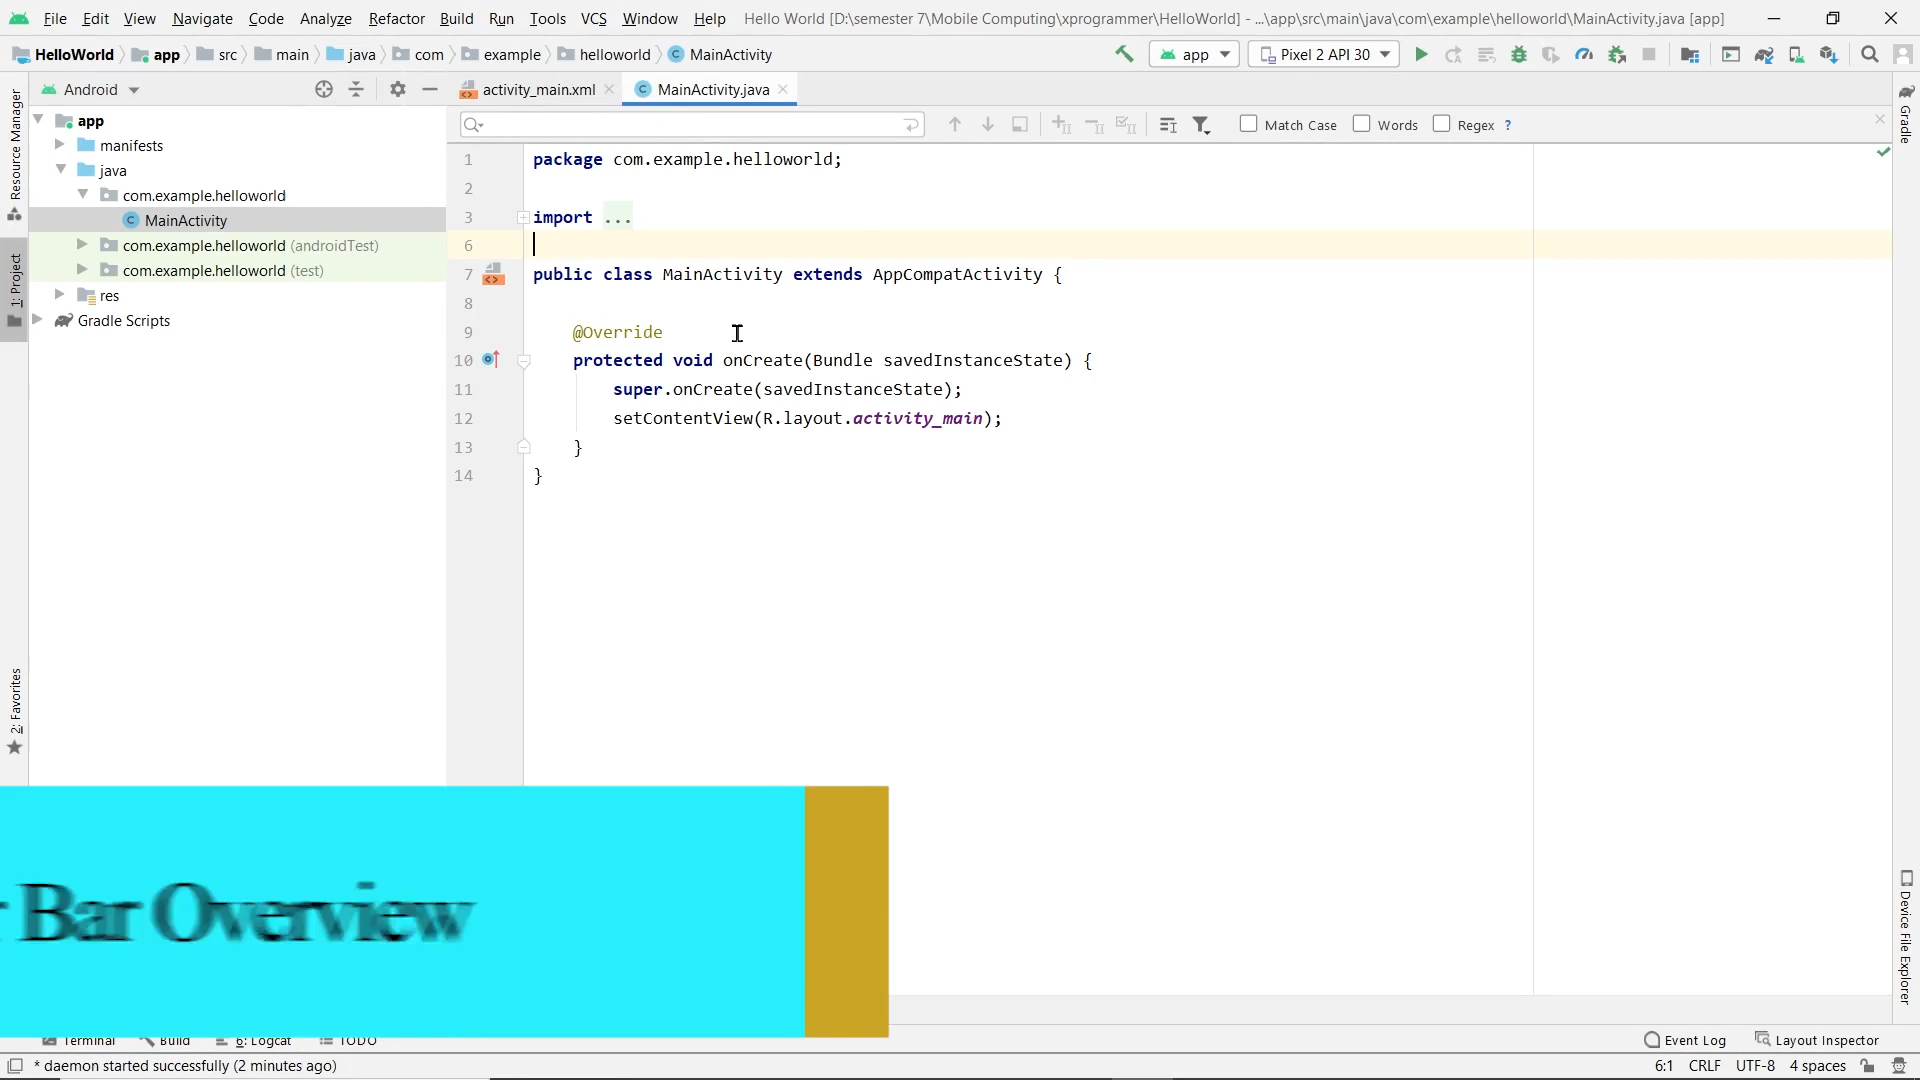 File Edit View Navigate Code Analyze Refactor Build Run Tools VCS Window Help Hello World [D:\semester 7\Mobile Computing\xprogrammer\HelloWorld] - ...\app\src\main\java\com\example\helloworld\MainActivity.java [app]
HelloWorld app src main java com example helloworld MainActivity app Pixel 2 API 30
Android activity_main.xml MainActivity.java
Match Case Words Regex ?
app
manifests
java
com.example.helloworld
MainActivity
com.example.helloworld (androidTest)
com.example.helloworld (test)
res
Gradle Scripts
Resource Manager
1: Project
2: Favorites
1 package com.example.helloworld;
2
3 import ...
6
7 public class MainActivity extends AppCompatActivity {
8
9 @Override
10 protected void onCreate(Bundle savedInstanceState) {
11 super.onCreate(savedInstanceState);
12 setContentView(R.layout.activity_main);
13 }
14 }
Gradle
Device File Explorer
Bar Overview
Terminal Build 6: Logcat TODO Event Log Layout Inspector
* daemon started successfully (2 minutes ago) 6:1 CRLF UTF-8 4 spaces